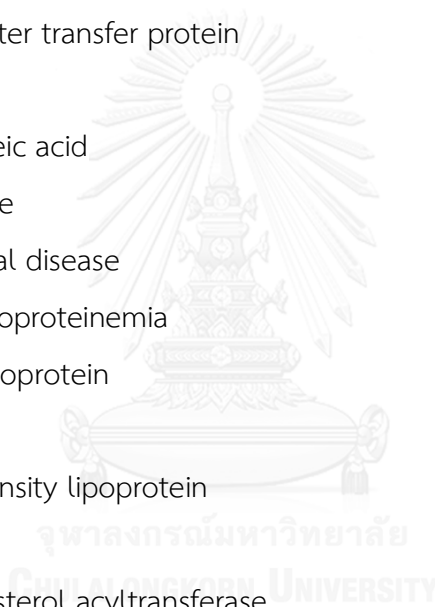 ter transfer protein
eic acid
e
al disease
oproteinemia
oprotein
nsity lipoprotein
จุฬาลงกรณ์มหาวิทยาลัย
CHULALONGKORN UNIVERSITY
sterol acyltransferase